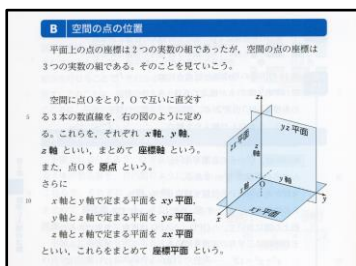 B 空間の点の位置
平面上の点の座標は2つの実数の組であったが，空間の点の座標は
3つの実数の組である。そのことを見ていこう。
空間に点Oをとり，Oで互いに直交す
5 る3本の数直線を，右の図のように定め
る。これらを，それぞれ x軸，y軸，
z軸 といい，まとめて 座標軸 という。
また，点Oを 原点 という。
さらに
10 x軸とy軸で定まる平面を xy平面，
y軸とz軸で定まる平面を yz平面，
z軸とx軸で定まる平面を zx平面
といい，これらをまとめて 座標平面 という。
z
yz平面
zx平面
z軸
O
y軸
x軸
y
x
xy平面